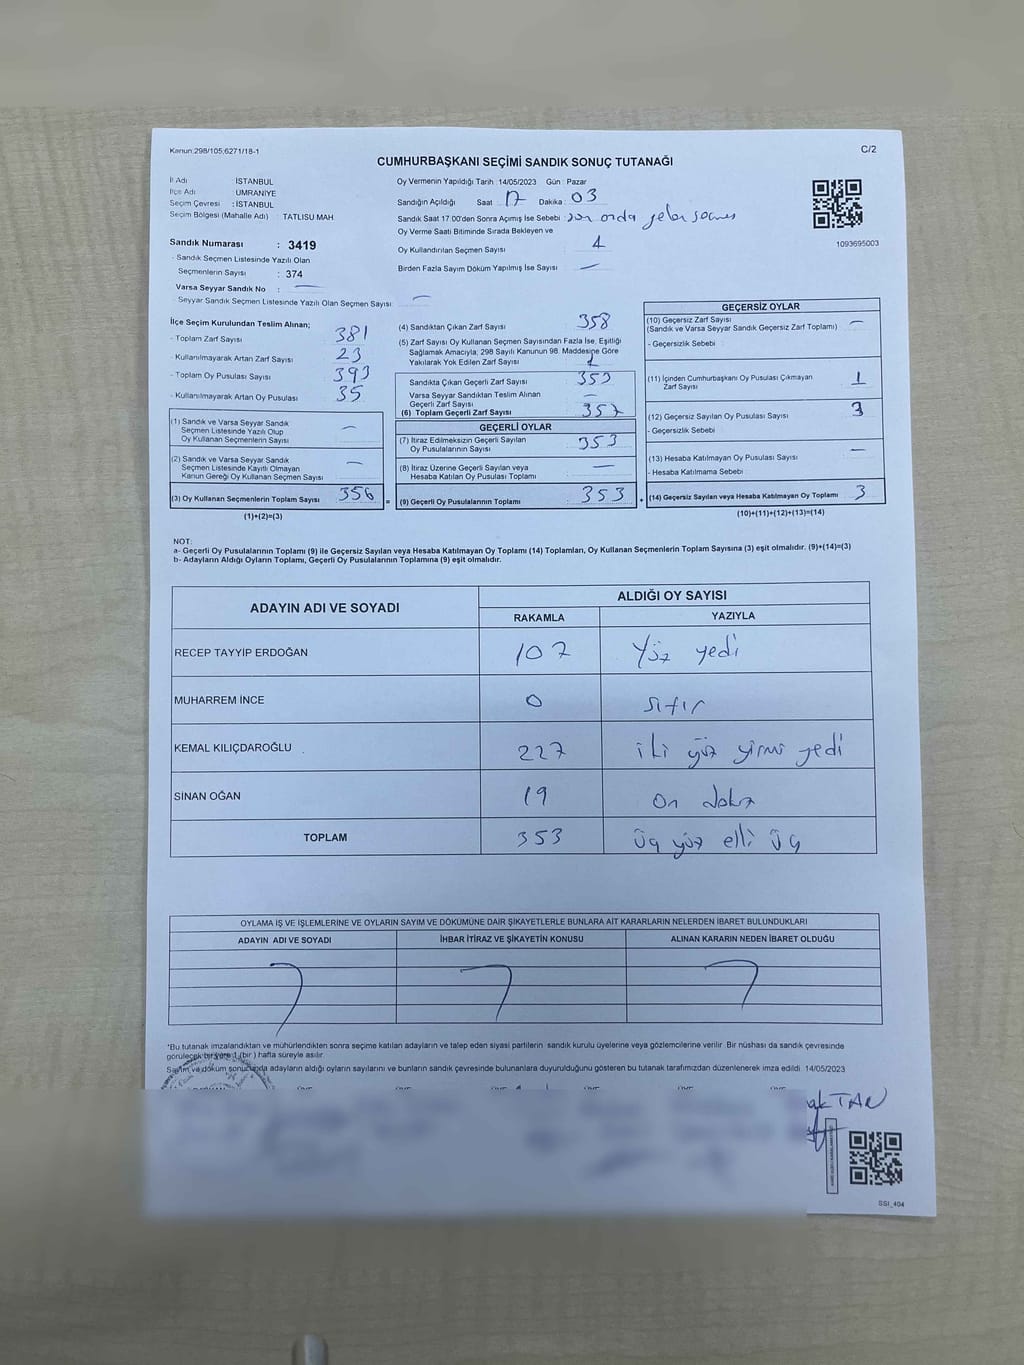 Kanun:298/105;6271/18-1
C/2
CUMHURBAŞKANI SEÇİMİ SANDIK SONUÇ TUTANAĞI
İl Adı : İSTANBUL
İlçe Adı : ÜMRANİYE
Seçim Çevresi : İSTANBUL
Seçim Bölgesi (Mahalle Adı) : TATLISU MAH
Sandık Numarası : 3419
- Sandık Seçmen Listesinde Yazılı Olan
Seçmenlerin Sayısı : 374
Varsa Seyyar Sandık No : —
- Seyyar Sandık Seçmen Listesinde Yazılı Olan Seçmen Sayısı: —
Oy Vermenin Yapıldığı Tarih :14/05/2023 Gün : Pazar
Sandığın Açıldığı Saat 17 Dakika 03
Sandık Saat 17.00'den Sonra Açımış İse Sebebi : son anda gelen
Oy Verme Saati Bitiminde Sırada Bekleyen ve
Oy Kullandırılan Seçmen Sayısı 4
Birden Fazla Sayım Döküm Yapılmış İse Sayısı : —
1093695003
İlçe Seçim Kurulundan Teslim Alınan;
- Toplam Zarf Sayısı 381
- Kullanılmayarak Artan Zarf Sayısı 23
- Toplam Oy Pusulası Sayısı 393
- Kullanılmayarak Artan Oy Pusulası 35
(1) Sandık ve Varsa Seyyar Sandık
Seçmen Listesinde Yazılı Olup
Oy Kullanan Seçmenlerin Sayısı —
(2) Sandık ve Varsa Seyyar Sandık
Seçmen Listesinde Kayıtlı Olmayan
Kanun Gereği Oy Kullanan Seçmen Sayısı —
(3) Oy Kullanan Seçmenlerin Toplam Sayısı 356
(1)+(2)=(3)
(4) Sandıktan Çıkan Zarf Sayısı 358
(5) Zarf Sayısı Oy Kullanan Seçmen Sayısından Fazla İse, Eşitliği
Sağlamak Amacıyla, 298 Sayılı Kanunun 98. Maddesine Göre
Yakılarak Yok Edilen Zarf Sayısı
Sandıkta Çıkan Geçerli Zarf Sayısı 353
Varsa Seyyar Sandıktan Teslim Alınan
Geçerli Zarf Sayısı —
(6) Toplam Geçerli Zarf Sayısı
GEÇERLİ OYLAR
(7) İtiraz Edilmeksizin Geçerli Sayılan
Oy Pusulalarının Sayısı 353
(8) İtiraz Üzerine Geçerli Sayılan veya
Hesaba Katılan Oy Pusulası Toplamı —
= (9) Geçerli Oy Pusulalarının Toplamı 353
GEÇERSİZ OYLAR
(10) Geçersiz Zarf Sayısı
(Sandık ve Varsa Seyyar Sandık Geçersiz Zarf Toplamı) —
- Geçersizlik Sebebi :
(11) İçinden Cumhurbaşkanı Oy Pusulası Çıkmayan
Zarf Sayısı 1
(12) Geçersiz Sayılan Oy Pusulası Sayısı 3
- Geçersizlik Sebebi :
(13) Hesaba Katılmayan Oy Pusulası Sayısı —
- Hesaba Katılmama Sebebi :
+ (14) Geçersiz Sayılan veya Hesaba Katılmayan Oy Toplamı 3
(10)+(11)+(12)+(13)=(14)
NOT:
a- Geçerli Oy Pusulalarının Toplamı (9) ile Geçersiz Sayılan veya Hesaba Katılmayan Oy Toplamı (14) Toplamları, Oy Kullanan Seçmenlerin Toplam Sayısına (3) eşit olmalıdır. (9)+(14)=(3)
b- Adayların Aldığı Oyların Toplamı, Geçerli Oy Pusulalarının Toplamına (9) eşit olmalıdır.
ADAYIN ADI VE SOYADI
ALDIĞI OY SAYISI
RAKAMLA YAZIYLA
RECEP TAYYİP ERDOĞAN 107 Yüz yedi
MUHARREM İNCE 0 sıfır
KEMAL KILIÇDAROĞLU 227 iki yüz yirmi yedi
SİNAN OĞAN 19 on dokuz
TOPLAM 353 üç yüz elli üç
OYLAMA İŞ VE İŞLEMLERİNE VE OYLARIN SAYIM VE DÖKÜMÜNE DAİR ŞİKAYETLERLE BUNLARA AİT KARARLARIN NELERDEN İBARET BULUNDUKLARI
ADAYIN ADI VE SOYADI İHBAR İTİRAZ VE ŞİKAYETİN KONUSU ALINAN KARARIN NEDEN İBARET OLDUĞU
*Bu tutanak imzalandıktan ve mühürlendikten sonra seçime katılan adayların ve talep eden siyasi partilerin sandık kurulu üyelerine veya gözlemcilerine verilir. Bir nüshası da sandık çevresinde
görülecek bir yere 1 (bir ) hafta süreyle asılır.
Sayım ve döküm sonucunda adayların aldığı oyların sayılarını ve bunların sandık çevresinde bulunanlara duyurulduğunu gösteren bu tutanak tarafımızdan düzenlenerek imza edildi. 14/05/2023
SSI_404